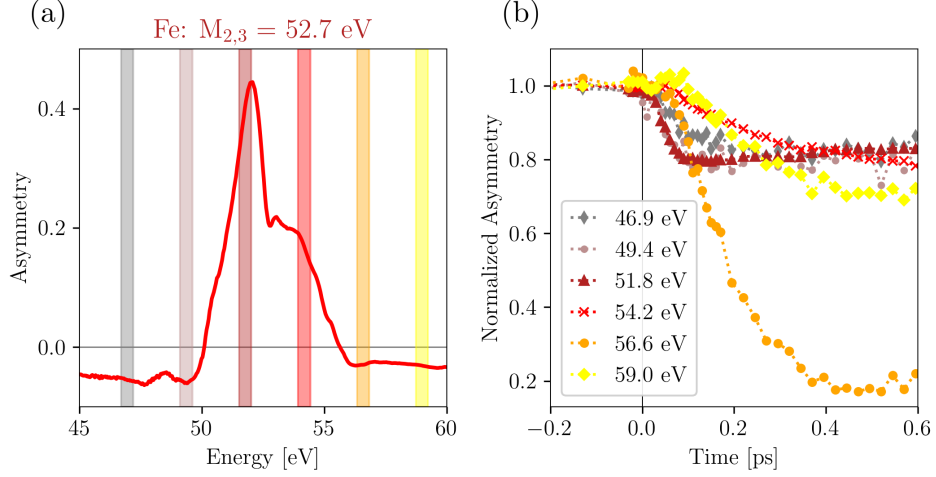 (a)
Fe: M2,3 = 52.7 eV
Asymmetry
0.4
0.2
0.0
45 50 55 60
Energy [eV]
(b)
Normalized Asymmetry
1.0
0.8
0.6
0.4
0.2
46.9 eV
49.4 eV
51.8 eV
54.2 eV
56.6 eV
59.0 eV
−0.2 0.0 0.2 0.4 0.6
Time [ps]